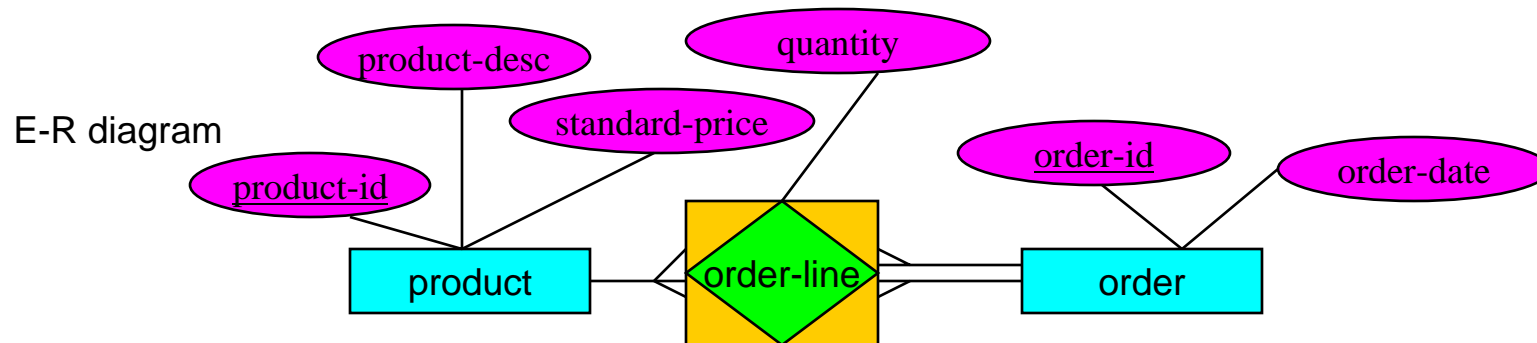 product-desc
quantity
E-R diagram
standard-price
product-id
order-id
order-date
product
order-line
order